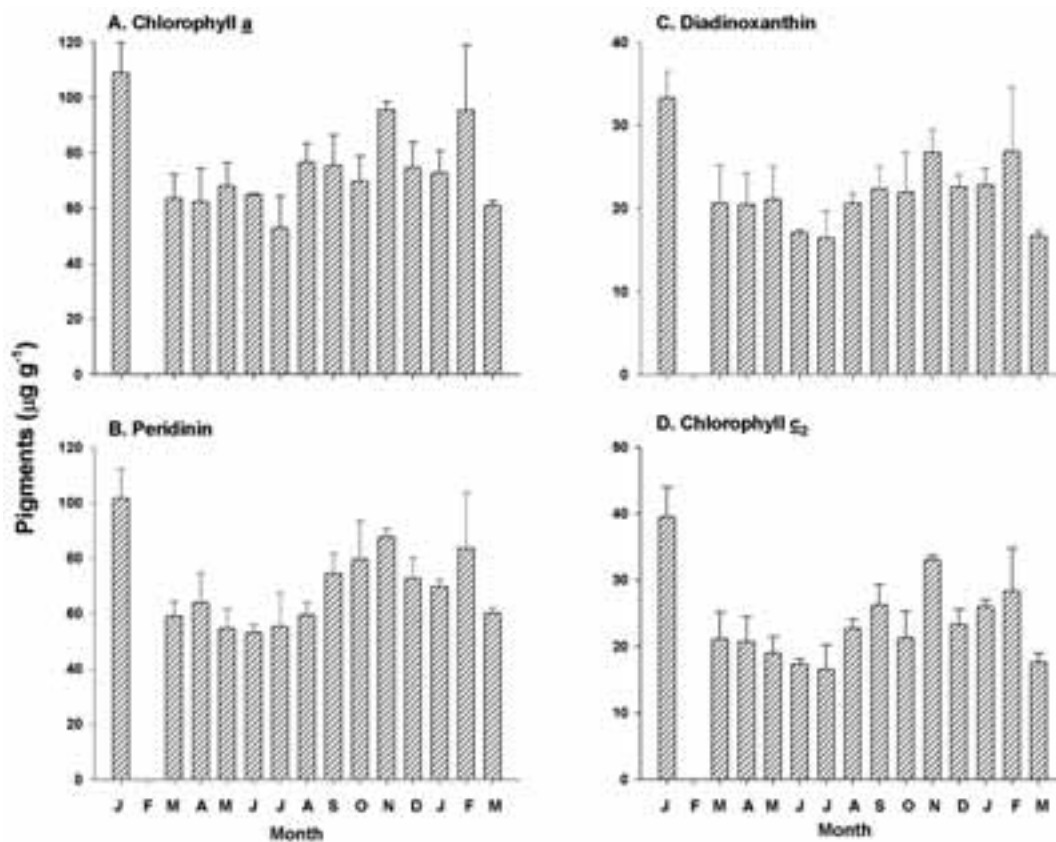 A. Chlorophyll a
120
100
80
60
40
20
0
C. Diadinoxanthin
40
30
20
10
0
Pigments (µg g-1)
B. Peridinin
120
100
80
60
40
20
0
J F M A M J J A S O N D J F M
Month
D. Chlorophyll c2
50
40
30
20
10
0
J F M A M J J A S O N D J F M
Month